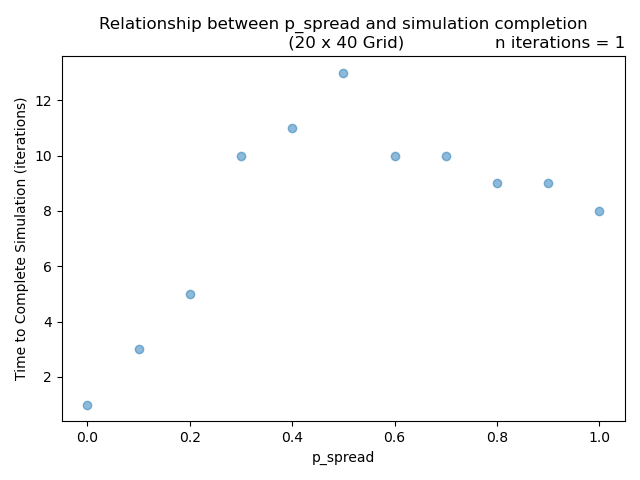 Relationship between p_spread and simulation completion
(20 x 40 Grid)
n iterations = 1
Time to Complete Simulation (iterations)
12
10
8
6
4
2
0.0
0.2
0.4
0.6
0.8
1.0
p_spread